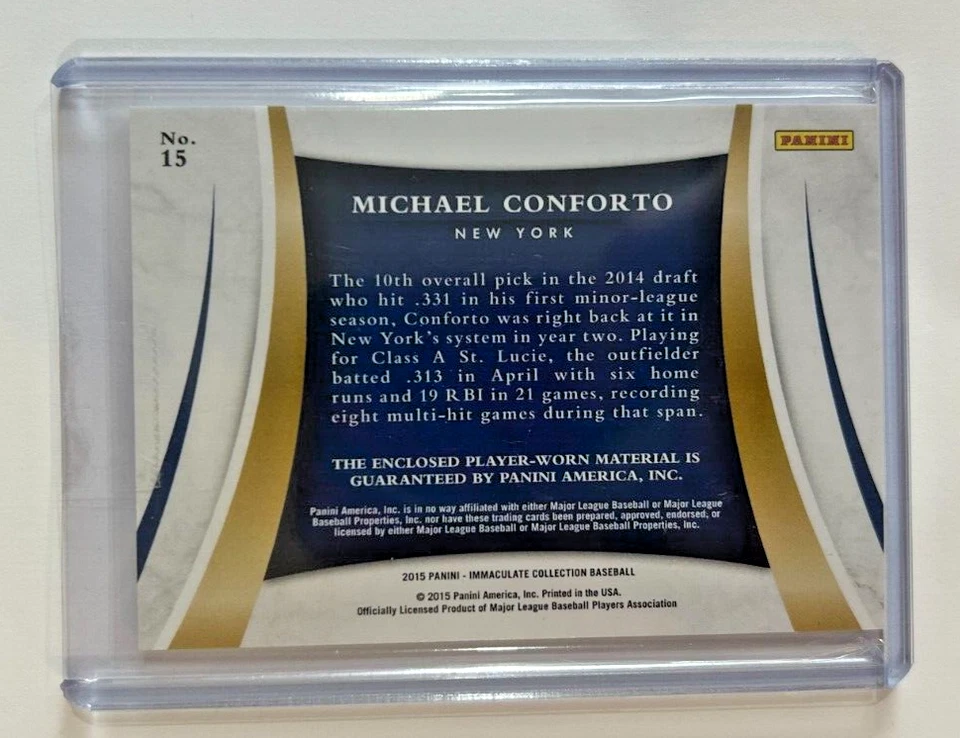 No.
15
PANINI
MICHAEL CONFORTO
NEW YORK
The 10th overall pick in the 2014 draft
who hit .331 in his first minor-league
season, Conforto was right back at it in
New York's system in year two. Playing
for Class A St. Lucie, the outfielder
batted .313 in April with six home
runs and 19 RBI in 21 games, recording
eight multi-hit games during that span.
THE ENCLOSED PLAYER-WORN MATERIAL IS
GUARANTEED BY PANINI AMERICA, INC.
Panini America, Inc. is in no way affiliated with either Major League Baseball or Major League
Baseball Properties, Inc. nor have these trading cards been prepared, approved, endorsed, or
licensed by either Major League Baseball or Major League Baseball Properties, Inc.
2015 PANINI - IMMACULATE COLLECTION BASEBALL
© 2015 Panini America, Inc. Printed in the USA.
Officially Licensed Product of Major League Baseball Players Association